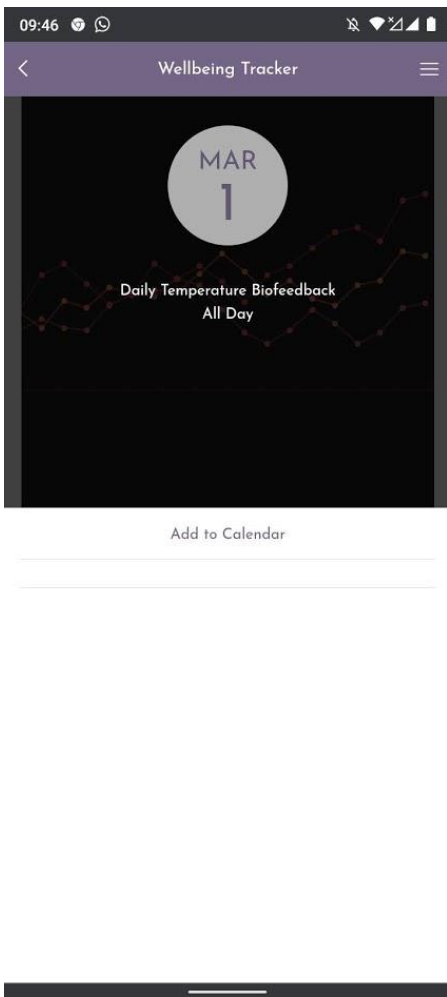 09:46
Wellbeing Tracker
MAR
1
Daily Temperature Biofeedback
All Day
Add to Calendar